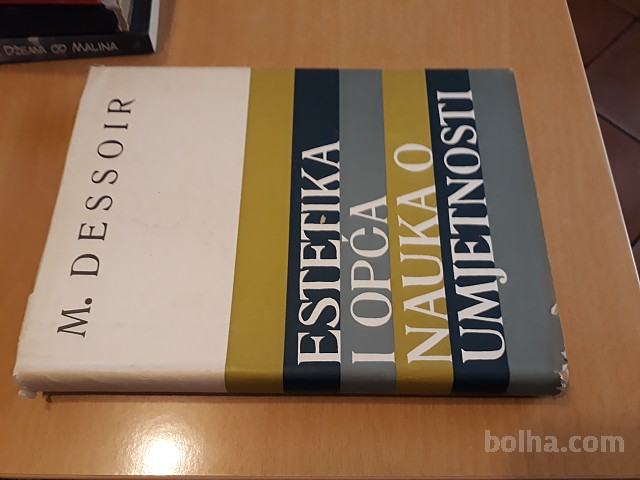 DŽEMA OD MALINA
M. DESSOIR
ESTETIKA
I OPĆA
NAUKA O
UMJETNOSTI
bolha.com